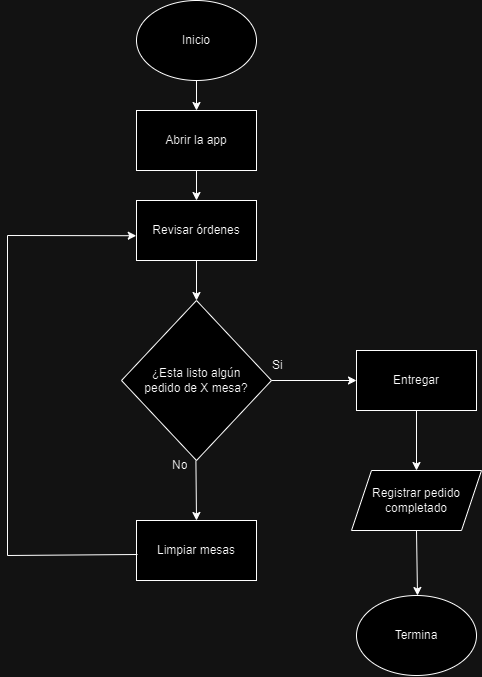 Inicio
Abrir la app
Revisar órdenes
¿Esta listo algún
pedido de X mesa?
Si
Entregar
No
Registrar pedido
completado
Limpiar mesas
Termina